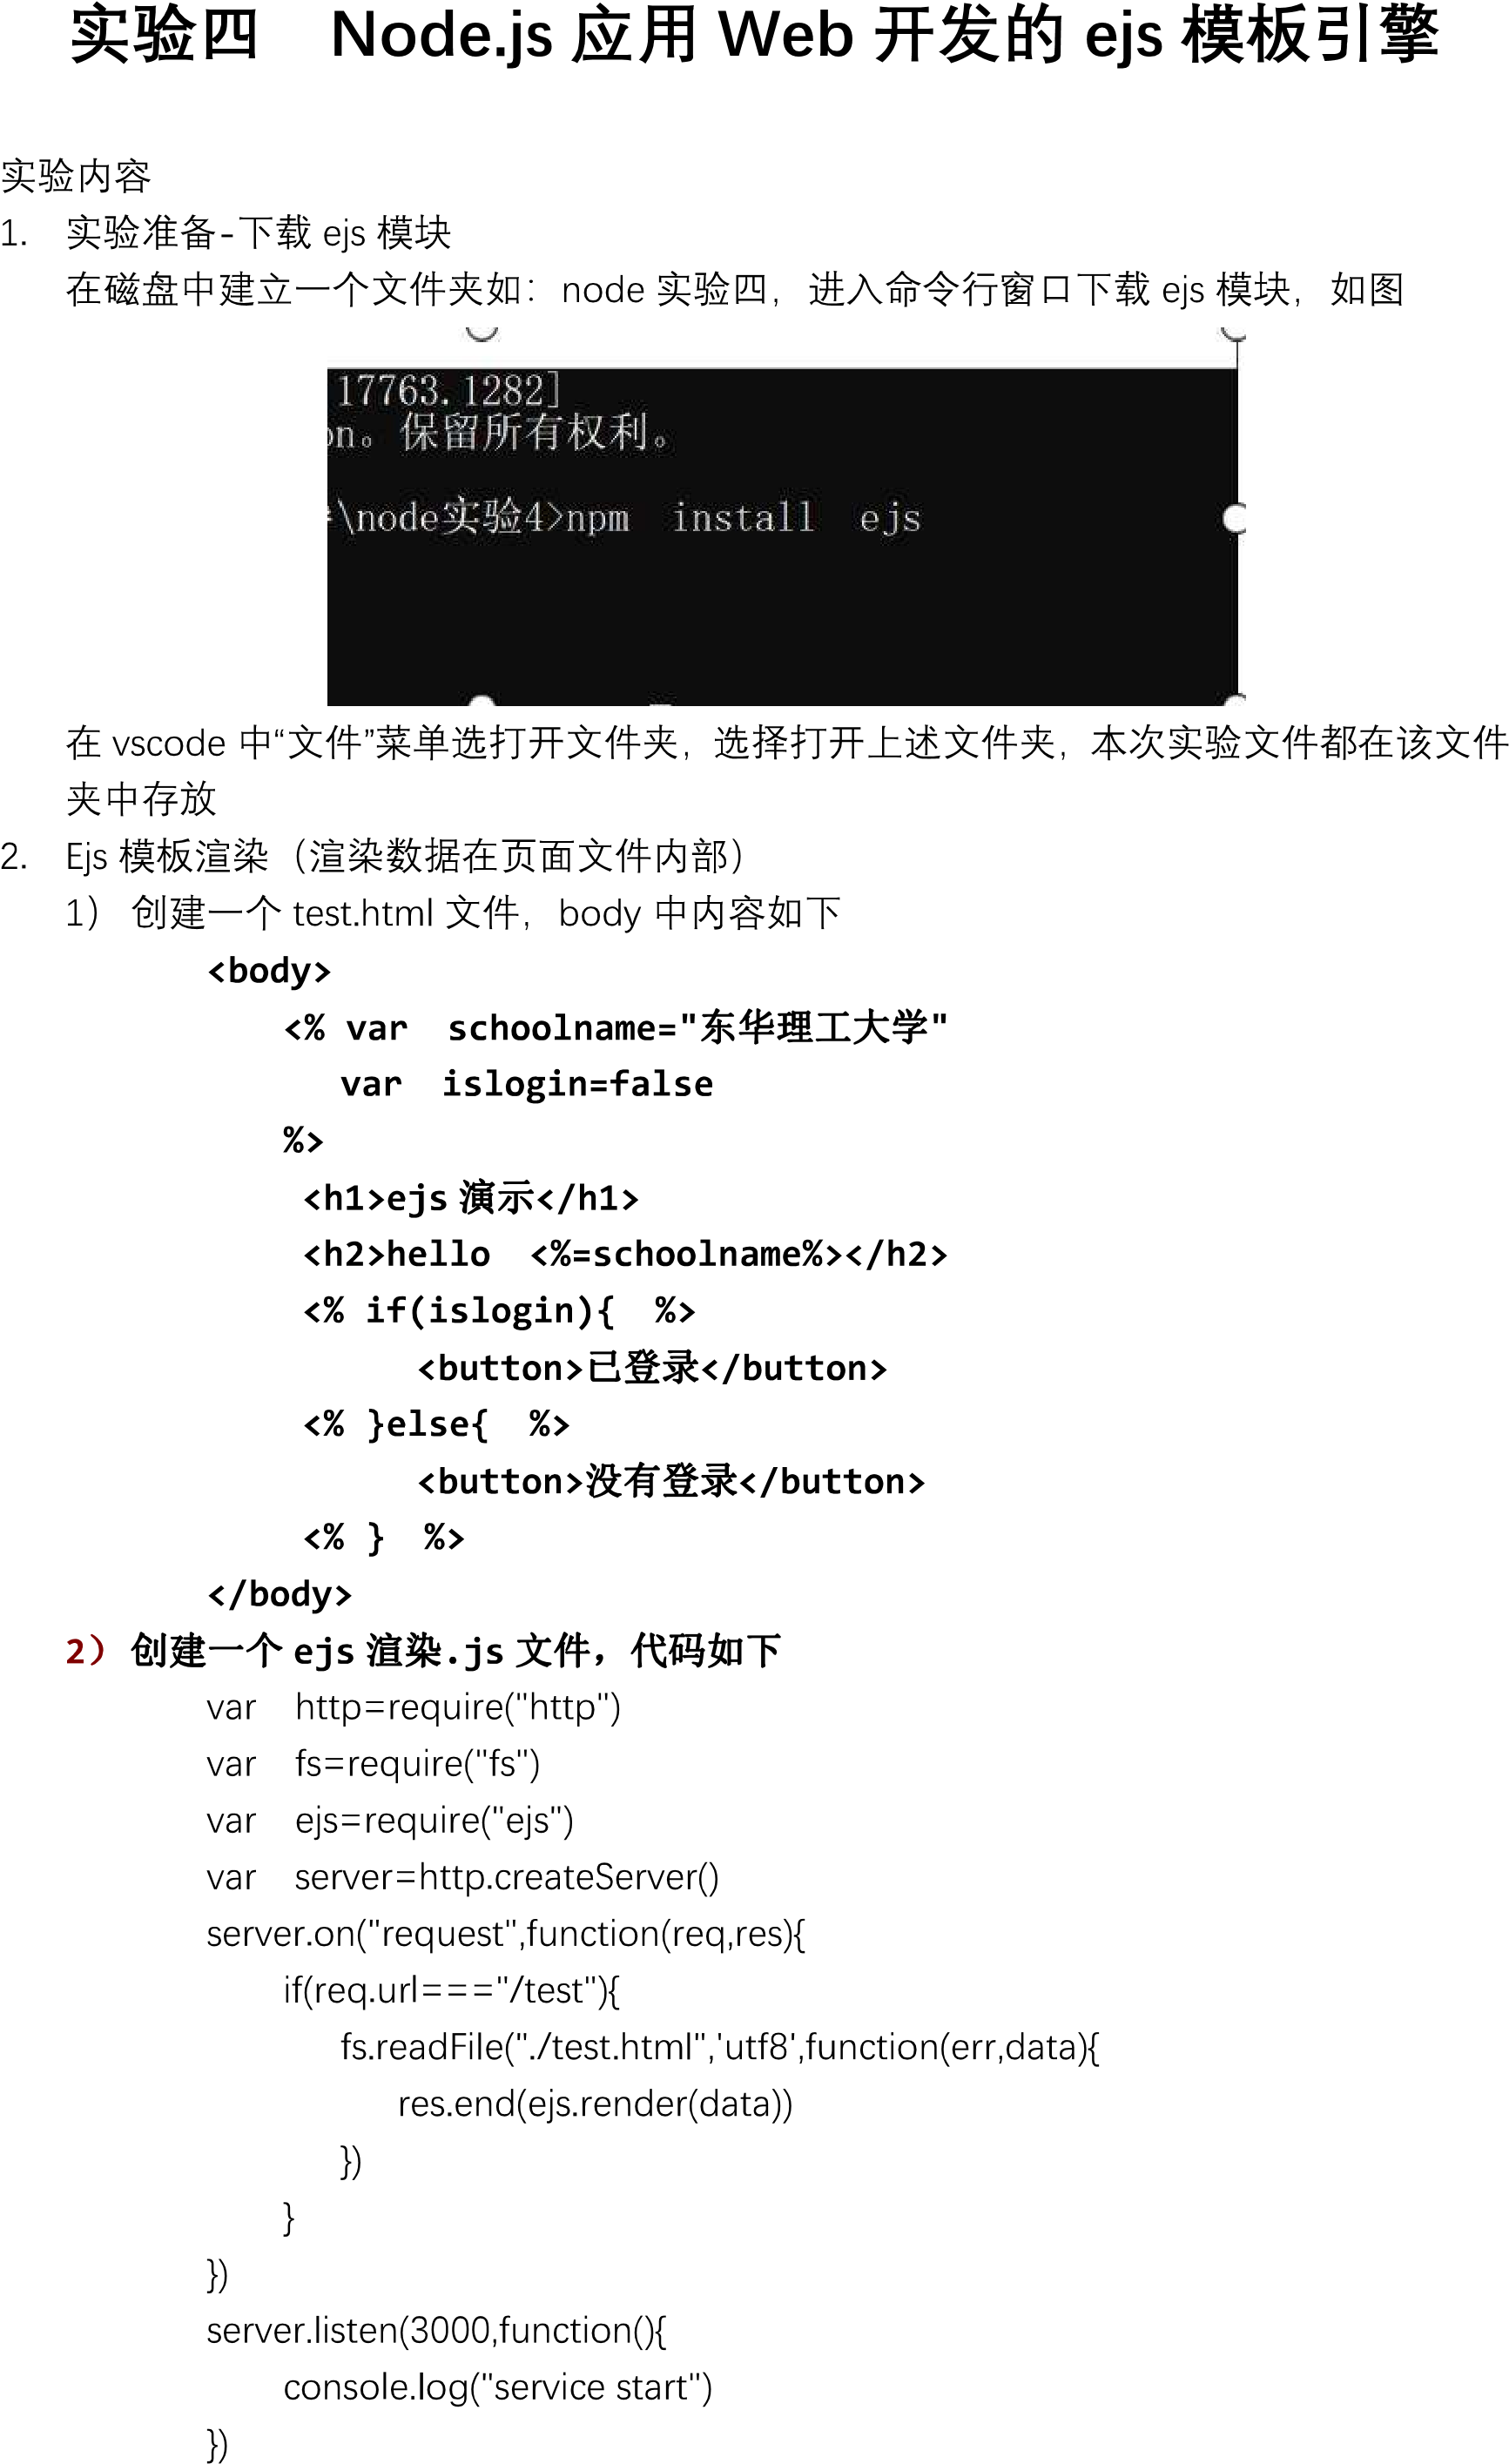 实验四 Node.js 应用 Web 开发的 ejs 模板引擎
实验内容
1. 实验准备-下载 ejs 模块
在磁盘中建立一个文件夹如：node 实验四，进入命令行窗口下载 ejs 模块，如图
17763.1282]
on。保留所有权利。
\node实验4>npm install ejs
在 vscode 中“文件”菜单选打开文件夹，选择打开上述文件夹，本次实验文件都在该文件
夹中存放
2. Ejs 模板渲染（渲染数据在页面文件内部）
1） 创建一个 test.html 文件，body 中内容如下
<body>
<% var schoolname="东华理工大学"
var islogin=false
%>
<h1>ejs 演示</h1>
<h2>hello <%=schoolname%></h2>
<% if(islogin){ %>
<button>已登录</button>
<% }else{ %>
<button>没有登录</button>
<% } %>
</body>
2） 创建一个 ejs 渲染.js 文件，代码如下
var http=require("http")
var fs=require("fs")
var ejs=require("ejs")
var server=http.createServer()
server.on("request",function(req,res){
if(req.url==="/test"){
fs.readFile("./test.html",'utf8',function(err,data){
res.end(ejs.render(data))
})
}
})
server.listen(3000,function(){
console.log("service start")
})